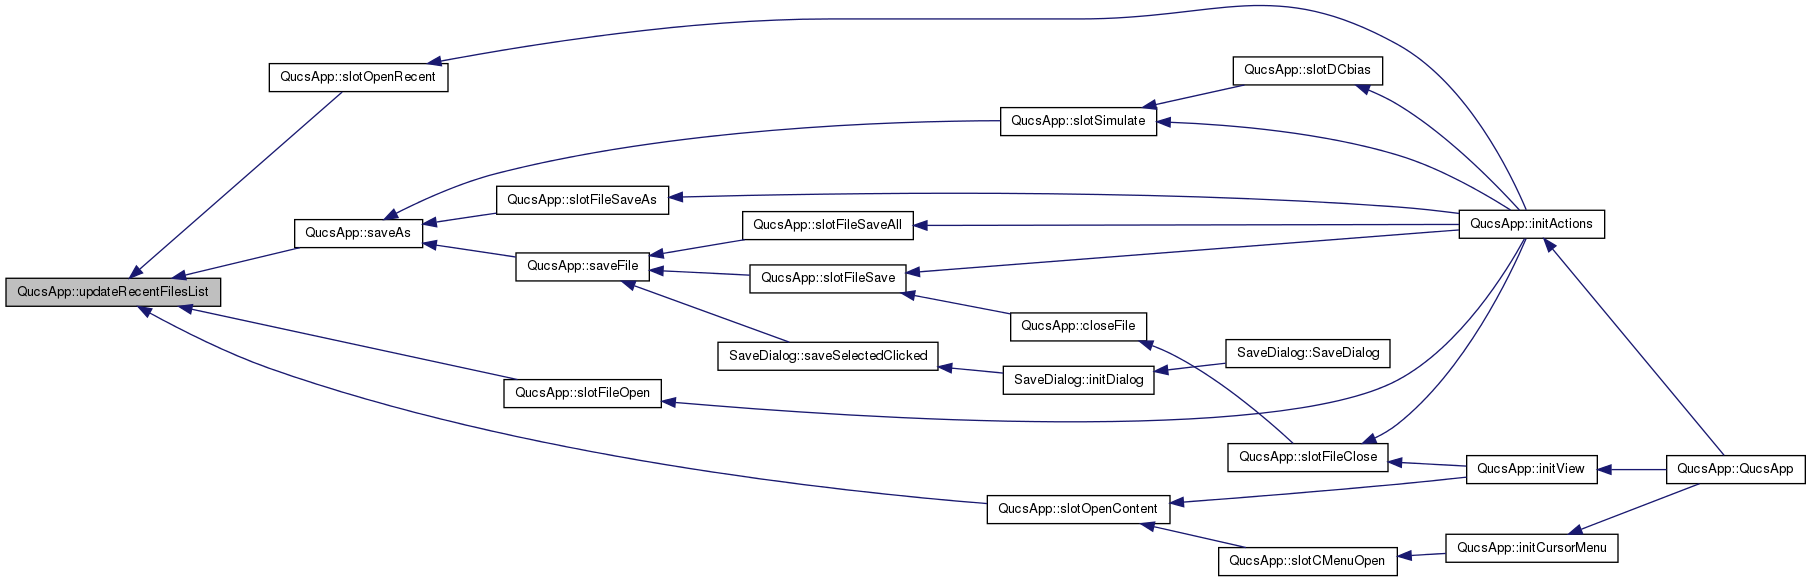 QucsApp::slotOpenRecent
QucsApp::slotDCbias
QucsApp::slotSimulate
QucsApp::slotFileSaveAs
QucsApp::slotFileSaveAll
QucsApp::initActions
QucsApp::saveAs
QucsApp::saveFile
QucsApp::slotFileSave
QucsApp::updateRecentFilesList
QucsApp::closeFile
SaveDialog::saveSelectedClicked
SaveDialog::SaveDialog
SaveDialog::initDialog
QucsApp::slotFileOpen
QucsApp::slotFileClose
QucsApp::initView
QucsApp::QucsApp
QucsApp::slotOpenContent
QucsApp::initCursorMenu
QucsApp::slotCMenuOpen